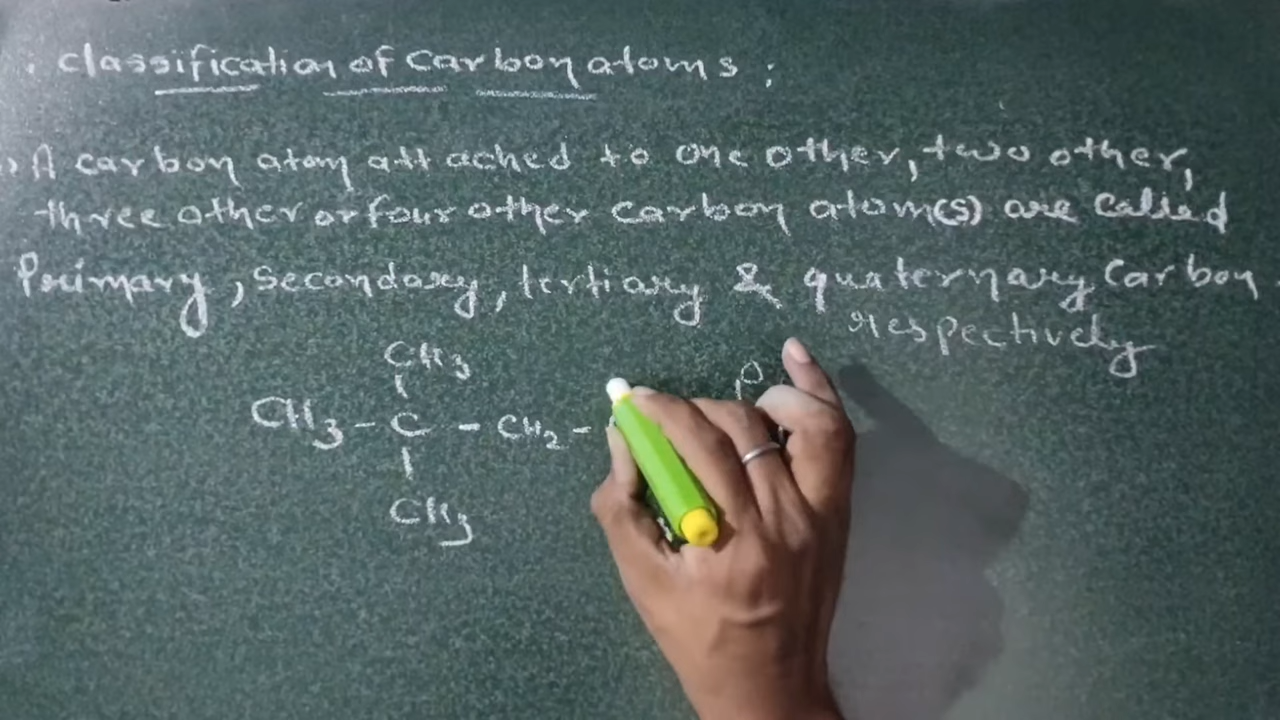 Classification of Carbon atoms :
A carbon atom attached to one other, two other,
three other or four other carbon atom(s) are called
Primary, secondary, tertiary & quaternary Carbon
respectively
CH3
CH3 - C - CH2 -
CH3